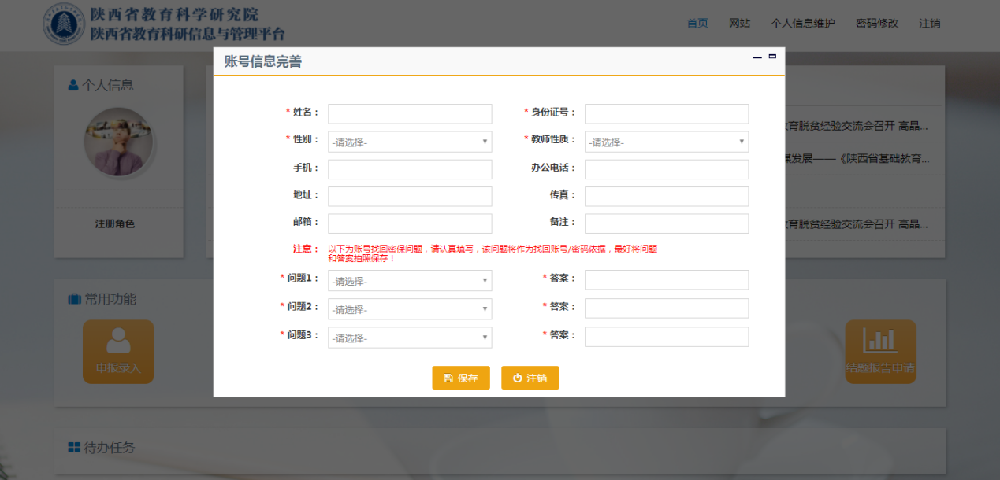 陕西省教育科学研究院
陕西省教育科研信息与管理平台
首页 网站 个人信息维护 密码修改 注销
账号信息完善
个人信息
注册角色
育脱贫经验交流会召开 高晶...
发展——《陕西省基础教育...
育脱贫经验交流会召开 高晶...
* 姓名： * 身份证号：
* 性别： -请选择- * 教师性质： -请选择-
手机： 办公电话：
地址： 传真：
邮箱： 备注：
注意： 以下为账号找回密保问题，请认真填写，该问题将作为找回账号/密码依据，最好将问题
和答案拍照保存！
* 问题1： -请选择- * 答案：
* 问题2： -请选择- * 答案：
* 问题3： -请选择- * 答案：
保存 注销
常用功能
申报录入
结题报告申请
待办任务